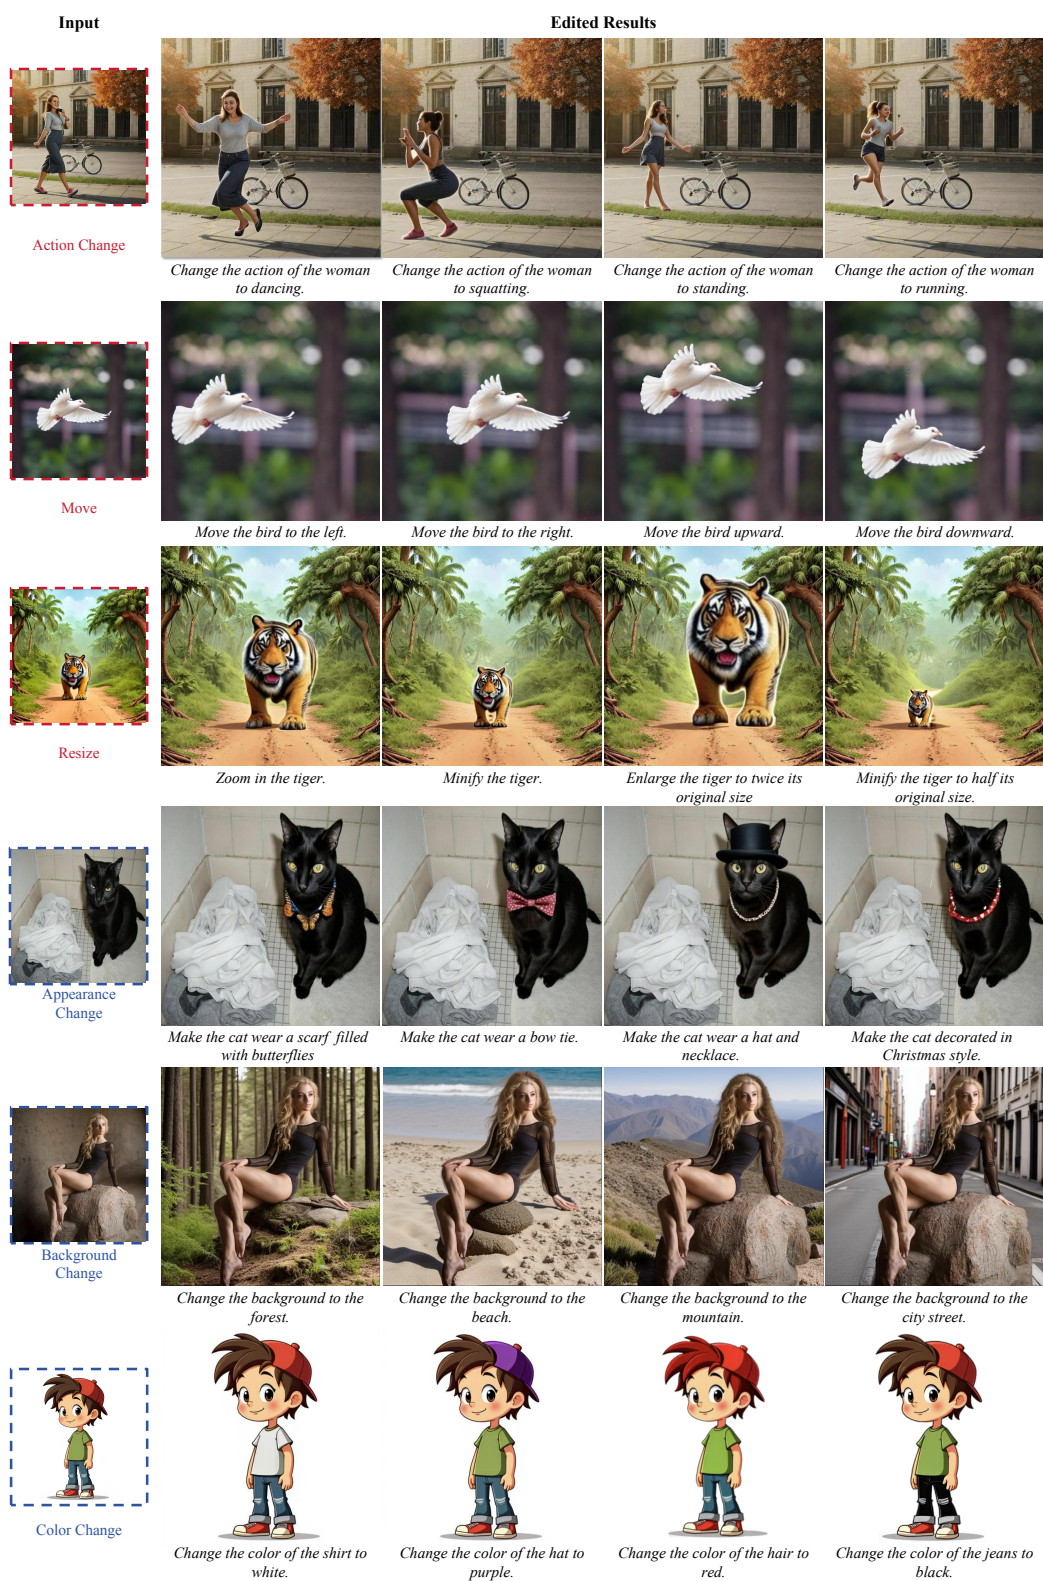 Input
Edited Results
Action Change
Change the action of the woman
to dancing.
Change the action of the woman
to squatting.
Change the action of the woman
to standing.
Change the action of the woman
to running.
Move
Move the bird to the left.
Move the bird to the right.
Move the bird upward.
Move the bird downward.
Resize
Zoom in the tiger.
Minify the tiger.
Enlarge the tiger to twice its
original size
Minify the tiger to half its
original size.
Appearance
Change
Make the cat wear a scarf filled
with butterflies
Make the cat wear a bow tie.
Make the cat wear a hat and
necklace.
Make the cat decorated in
Christmas style.
Background
Change
Change the background to the
forest.
Change the background to the
beach.
Change the background to the
mountain.
Change the background to the
city street.
Color Change
Change the color of the shirt to
white.
Change the color of the hat to
purple.
Change the color of the hair to
red.
Change the color of the jeans to
black.